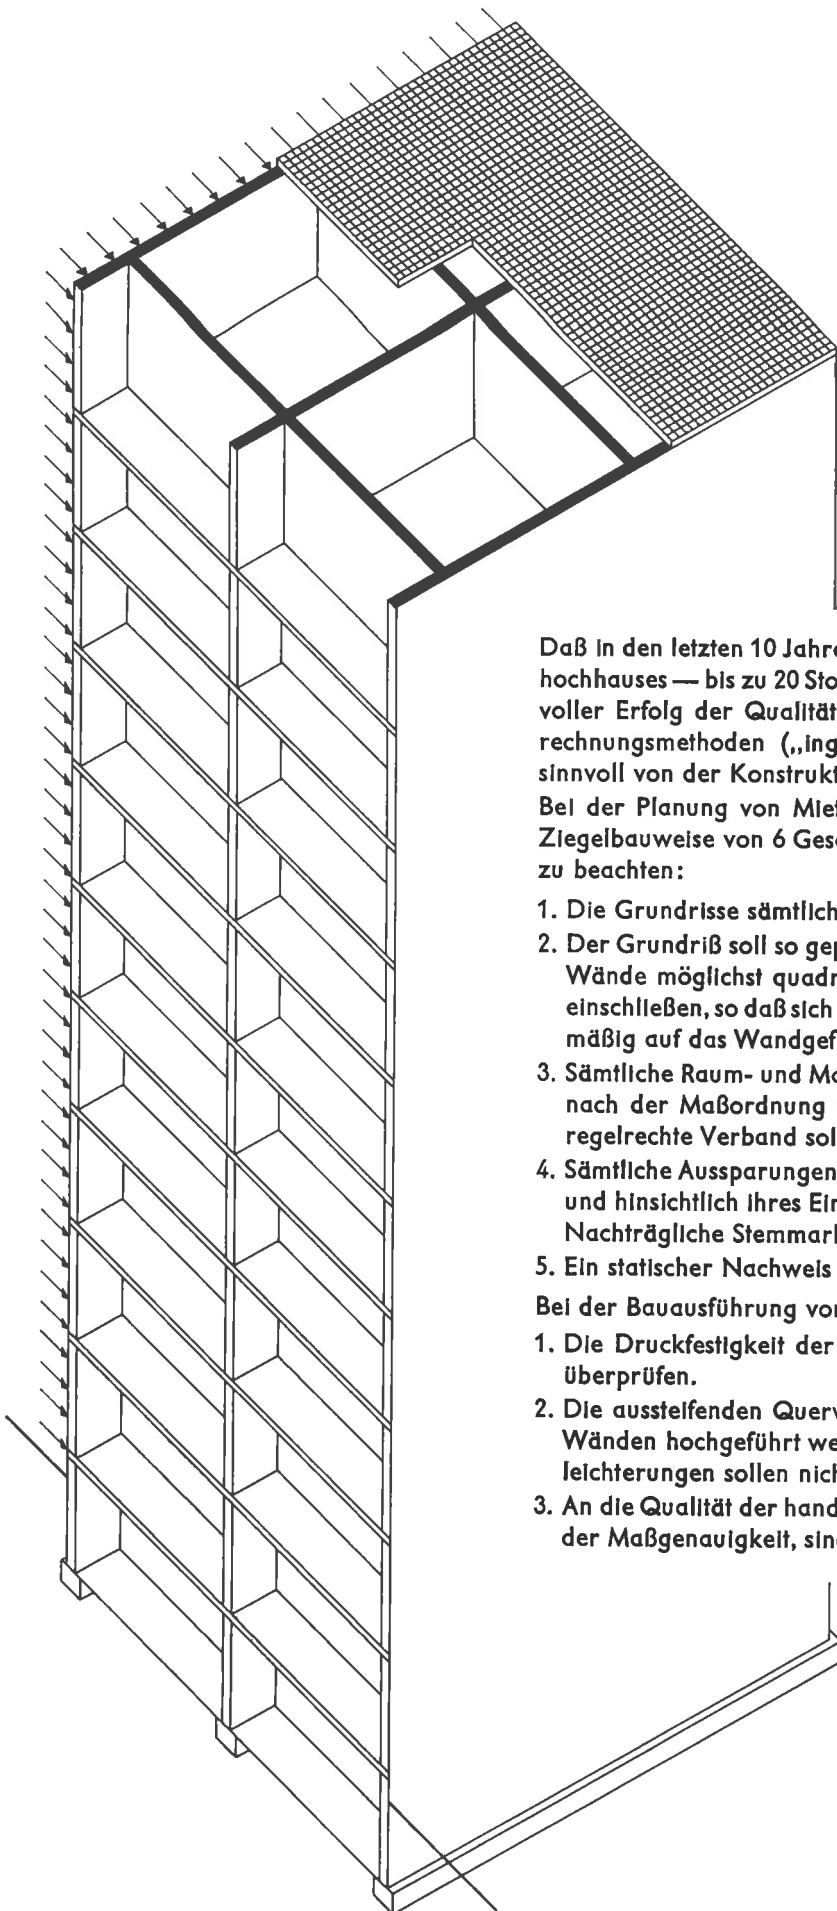 Daß in den letzten 10 Jahre
hochhauses — bis zu 20 Sto
voller Erfolg der Qualität
rechnungsmethoden („ing
sinnvoll von der Konstrukt
Bei der Planung von Miet
Ziegelbauweise von 6 Gesc
zu beachten:
1. Die Grundrisse sämtlich
2. Der Grundriß soll so gep
Wände möglichst quadr
einschließen, so daß sich
mäßig auf das Wandgef
3. Sämtliche Raum- und Ma
nach der Maßordnung
regelrechte Verband sol
4. Sämtliche Aussparungen
und hinsichtlich ihres Ein
Nachträgliche Stemmarb
5. Ein statischer Nachweis
Bei der Bauausführung von
1. Die Druckfestigkeit der
überprüfen.
2. Die aussteifenden Querw
Wänden hochgeführt we
leichterungen sollen nich
3. An die Qualität der hand
der Maßgenauigkeit, sind